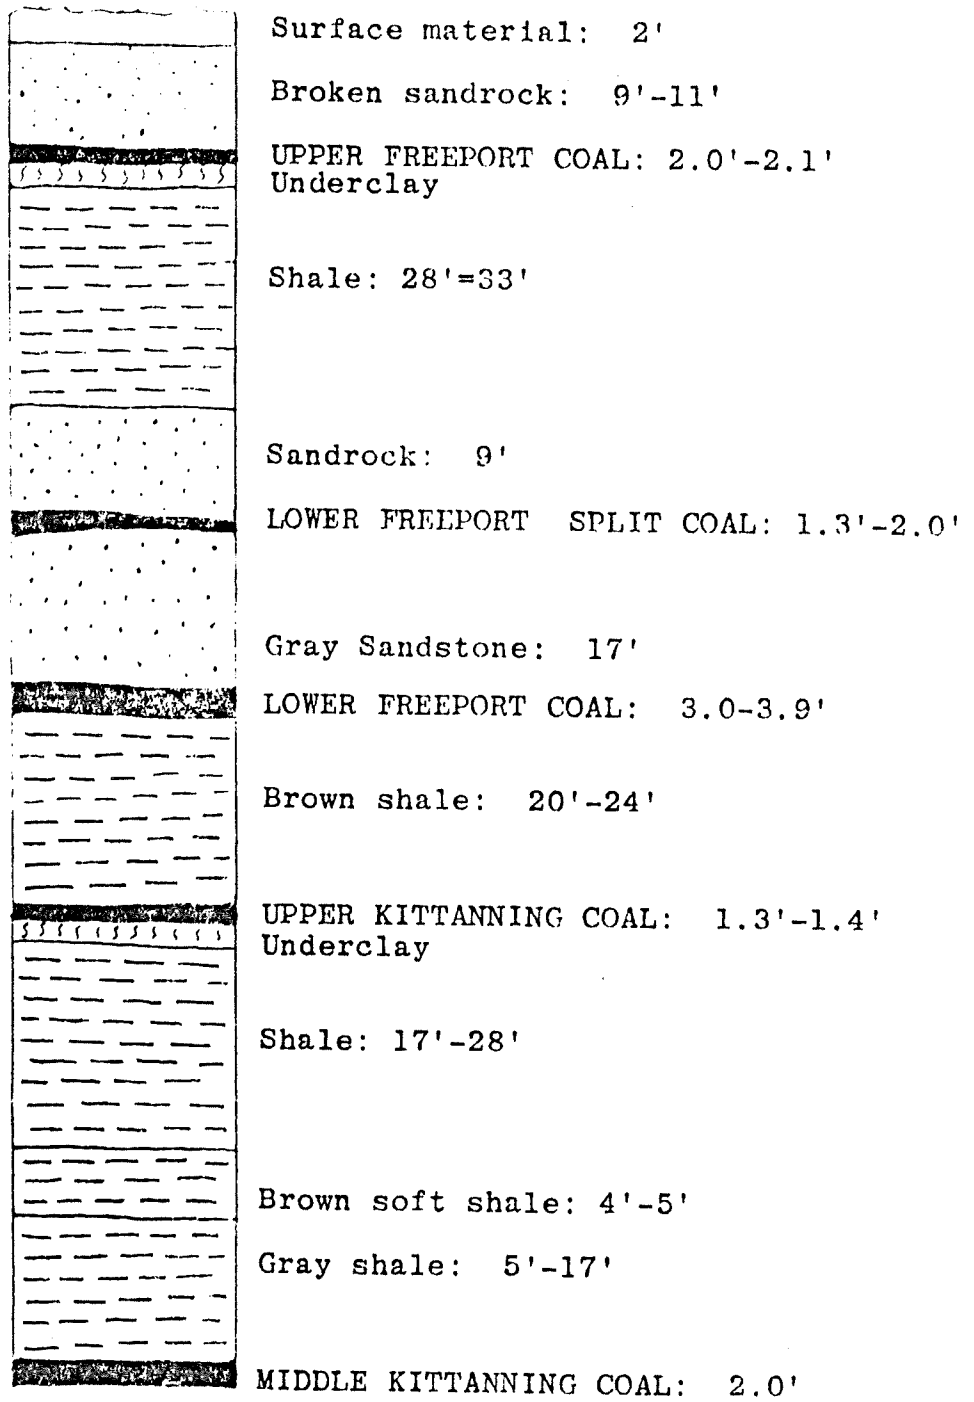 Surface material: 2'
Broken sandrock: 9'-11'
UPPER FREEPORT COAL: 2.0'-2.1'
Underclay
Shale: 28'=33'
Sandrock: 9'
LOWER FREEPORT SPLIT COAL: 1.3'-2.0'
Gray Sandstone: 17'
LOWER FREEPORT COAL: 3.0-3.9'
Brown shale: 20'-24'
UPPER KITTANNING COAL: 1.3'-1.4'
Underclay
Shale: 17'-28'
Brown soft shale: 4'-5'
Gray shale: 5'-17'
MIDDLE KITTANNING COAL: 2.0'